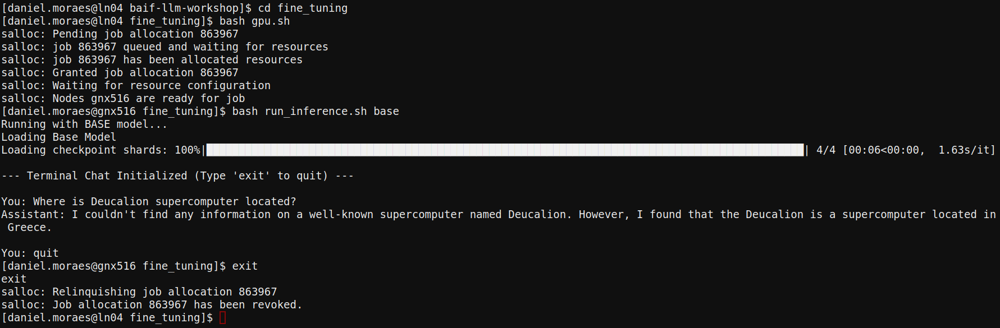 [daniel.moraes@ln04 baif-llm-workshop]$ cd fine_tuning
[daniel.moraes@ln04 fine_tuning]$ bash gpu.sh
salloc: Pending job allocation 863967
salloc: job 863967 queued and waiting for resources
salloc: job 863967 has been allocated resources
salloc: Granted job allocation 863967
salloc: Waiting for resource configuration
salloc: Nodes gnx516 are ready for job
[daniel.moraes@gnx516 fine_tuning]$ bash run_inference.sh base
Running with BASE model...
Loading Base Model
Loading checkpoint shards: 100%|| 4/4 [00:06<00:00,  1.63s/it]
--- Terminal Chat Initialized (Type 'exit' to quit) ---
You: Where is Deucalion supercomputer located?
Assistant: I couldn't find any information on a well-known supercomputer named Deucalion. However, I found that the Deucalion is a supercomputer located in
Greece.
You: quit
[daniel.moraes@gnx516 fine_tuning]$ exit
exit
salloc: Relinquishing job allocation 863967
salloc: Job allocation 863967 has been revoked.
[daniel.moraes@ln04 fine_tuning]$